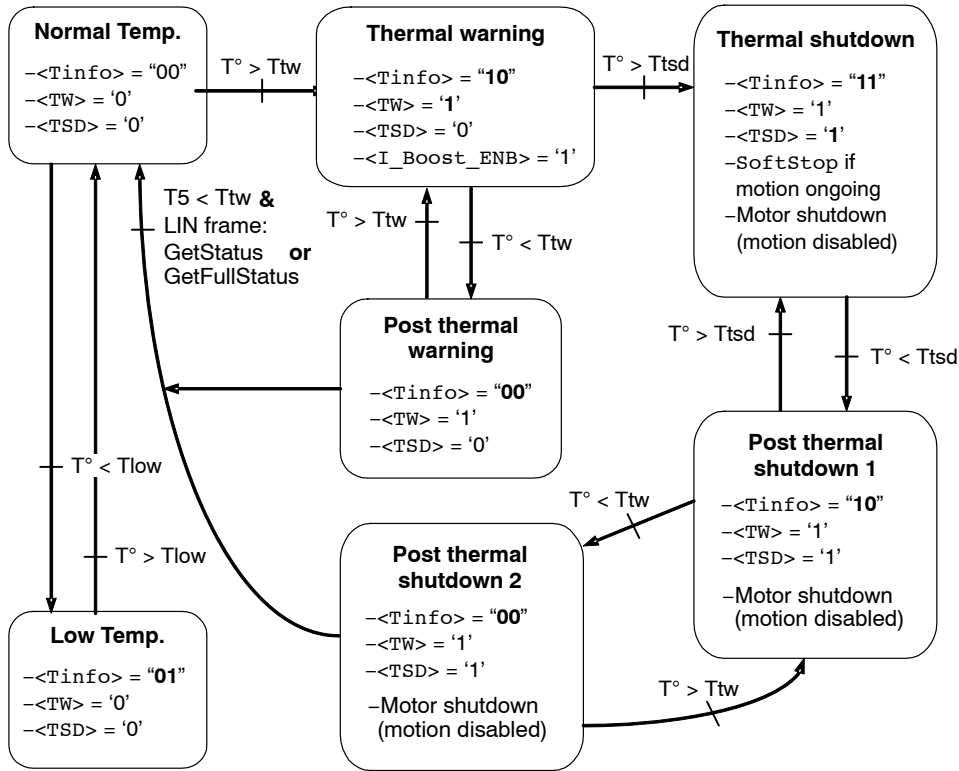 Normal Temp.
–<Tinfo> = “00”
–<TW> = ‘0’
–<TSD> = ‘0’
T° > Ttw
Thermal warning
–<Tinfo> = “10”
–<TW> = ‘1’
–<TSD> = ‘0’
–<I_Boost_ENB> = ‘1’
T° > Ttsd
Thermal shutdown
–<Tinfo> = “11”
–<TW> = ‘1’
–<TSD> = ‘1’
–SoftStop if
motion ongoing
–Motor shutdown
(motion disabled)
T5 < Ttw &
LIN frame:
GetStatus or
GetFullStatus
T° > Ttw
T° < Ttw
Post thermal
warning
–<Tinfo> = “00”
–<TW> = ‘1’
–<TSD> = ‘0’
T° > Ttsd
T° < Ttsd
Post thermal
shutdown 1
–<Tinfo> = “10”
–<TW> = ‘1’
–<TSD> = ‘1’
–Motor shutdown
(motion disabled)
T° < Tlow
T° > Tlow
T° < Ttw
Post thermal
shutdown 2
–<Tinfo> = “00”
–<TW> = ‘1’
–<TSD> = ‘1’
–Motor shutdown
(motion disabled)
T° > Ttw
Low Temp.
–<Tinfo> = “01”
–<TW> = ‘0’
–<TSD> = ‘0’